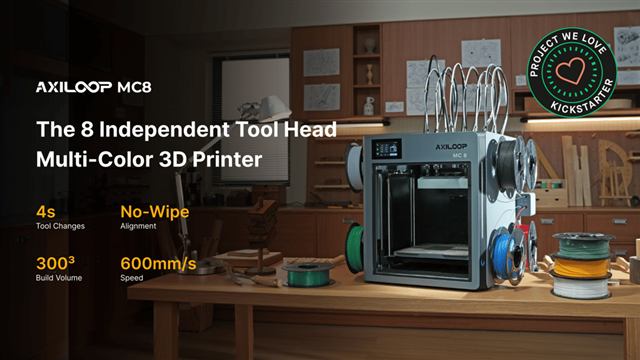 AXILOOP MC8
The 8 Independent Tool Head
Multi-Color 3D Printer
4s
Tool Changes
No-Wipe
Alignment
300³
Build Volume
600mm/s
Speed
PROJECT WE LOVE
KICKSTARTER
AXILOOP
MC 8